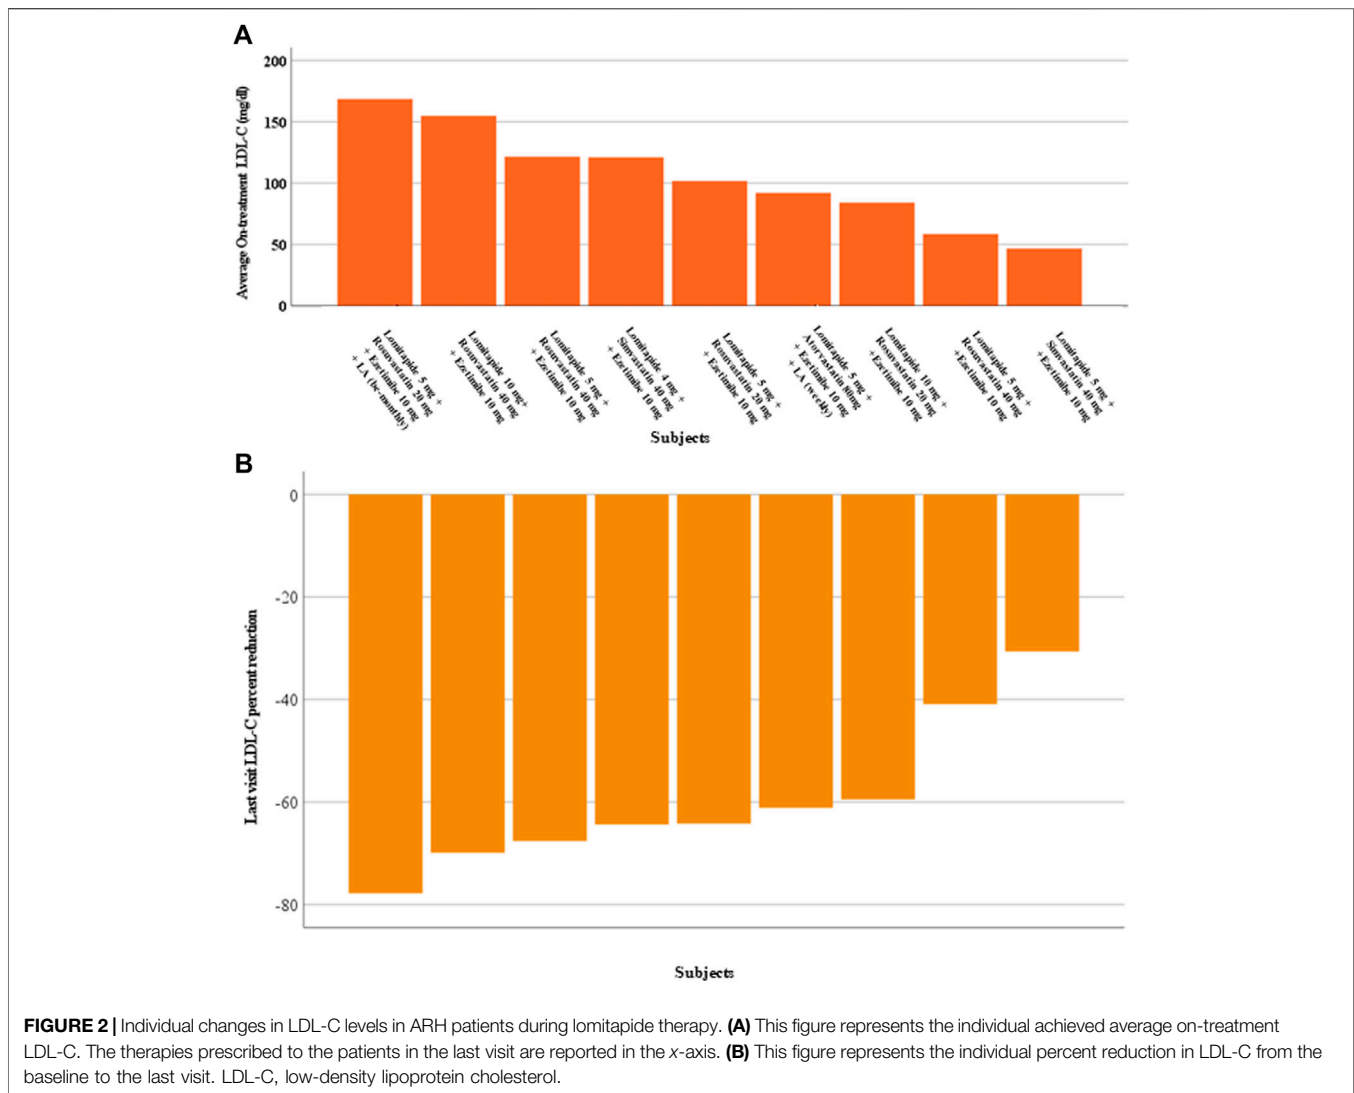 A
200
150
100
50
0
Average On-treatment LDL-C (mg/dl)
Lomitapide 5 mg +
Rosuvastatin 20 mg
+ Ezetimibe 10 mg
+ LA (be-monthly)
Lomitapide 10 mg+
Rosuvastatin 40 mg
+ Ezetimibe 10 mg
Lomitapide 5 mg +
Rosuvastatin 40 mg
+ Ezetimibe 10 mg
Lomitapide 4 mg +
Simvastatin 40 mg
+ Ezetimibe 10 mg
Lomitapide 5 mg +
Rosuvastatin 20 mg
+ Ezetimibe 10 mg
Lomitapide 5 mg +
Atorvastatin 80mg
+ Ezetimibe 10 mg
+ LA (weekly)
Lomitapide 10 mg +
Rosuvastatin 20 mg
+Ezetimibe 10 mg
Lomitapide 5 mg +
Rosuvastatin 40 mg
+Ezetimibe 10 mg
Lomitapide 5 mg +
Simvastatin 40 mg
+Ezetimibe 10 mg
Subjects
B
0
-20
-40
-60
-80
Last visit LDL-C percent reduction
Subjects
FIGURE 2 | Individual changes in LDL-C levels in ARH patients during lomitapide therapy. (A) This figure represents the individual achieved average on-treatment
LDL-C. The therapies prescribed to the patients in the last visit are reported in the x-axis. (B) This figure represents the individual percent reduction in LDL-C from the
baseline to the last visit. LDL-C, low-density lipoprotein cholesterol.